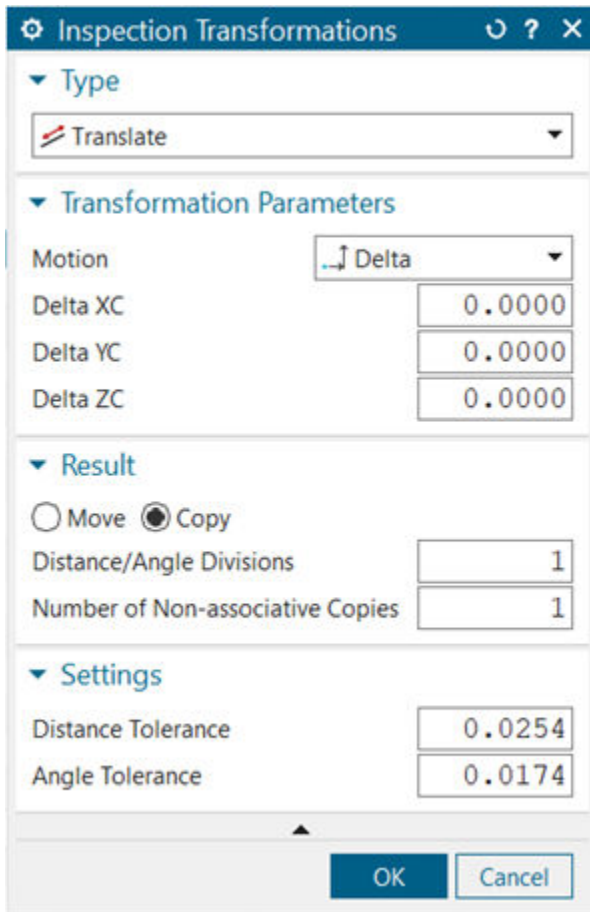 Inspection Transformations ?
Type
Translate
Transformation Parameters
Motion Delta
Delta XC 0.0000
Delta YC 0.0000
Delta ZC 0.0000
Result
Move Copy
Distance/Angle Divisions 1
Number of Non-associative Copies 1
Settings
Distance Tolerance 0.0254
Angle Tolerance 0.0174
OK Cancel